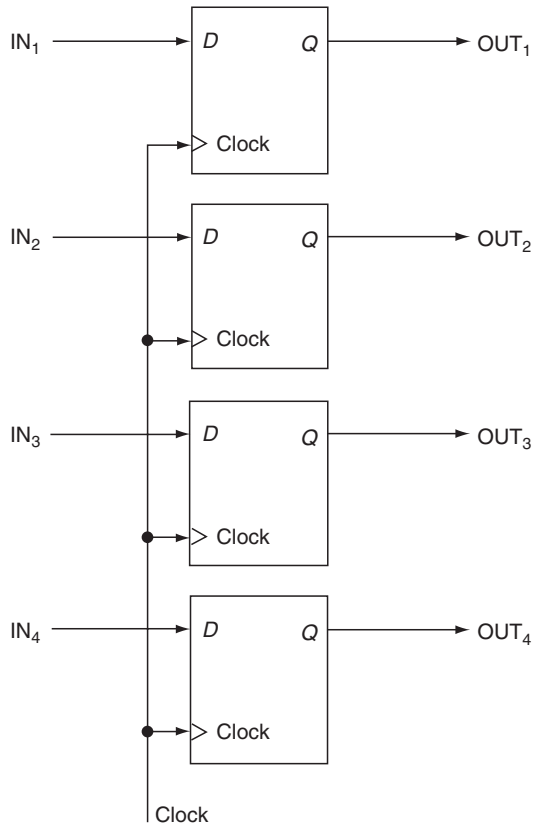 IN₁ D Q OUT₁
Clock
IN₂ D Q OUT₂
Clock
IN₃ D Q OUT₃
Clock
IN₄ D Q OUT₄
Clock
Clock